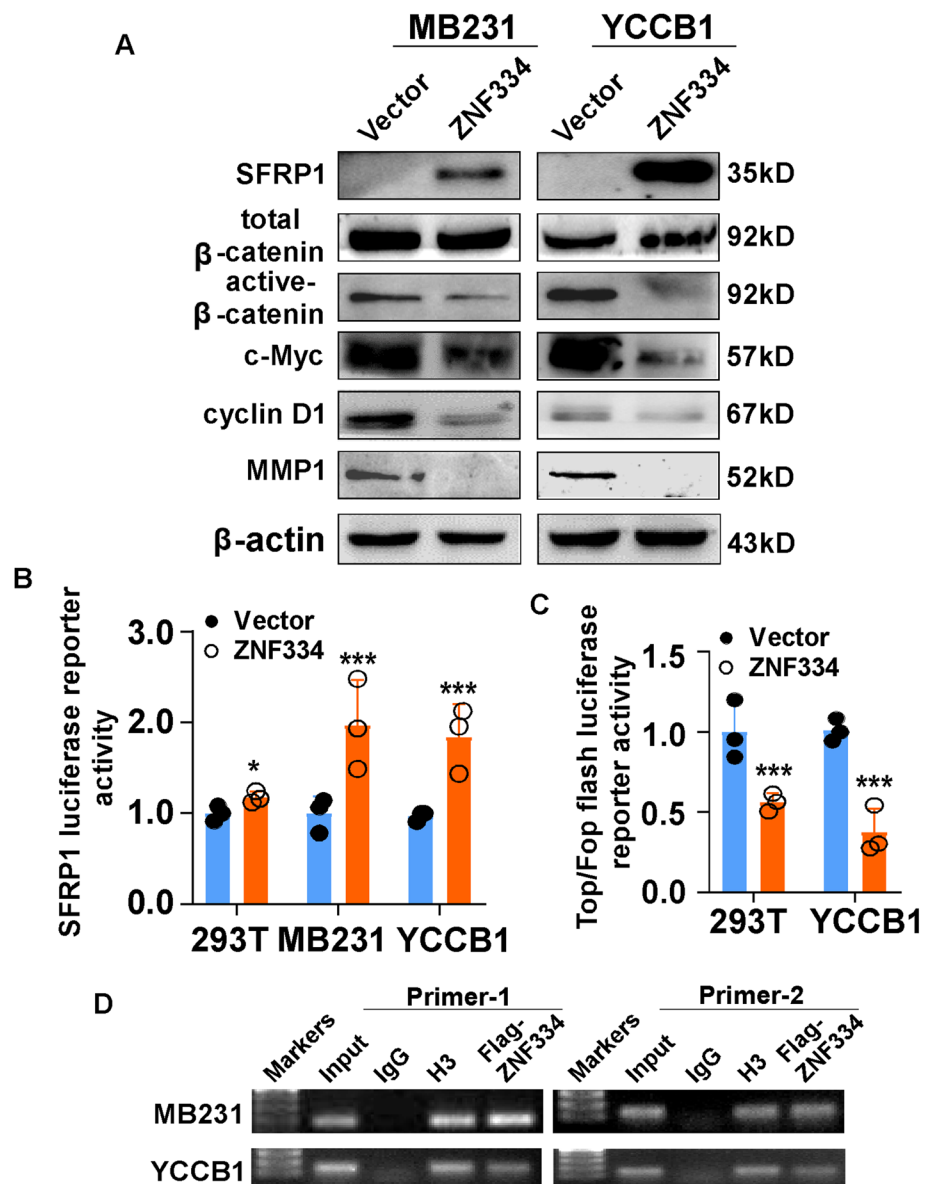 A
MB231 YCCB1
Vector ZNF334 Vector ZNF334
SFRP1 35kD
total
β-catenin 92kD
active-
β-catenin 92kD
c-Myc 57kD
cyclin D1 67kD
MMP1 52kD
β-actin 43kD
B
SFRP1 luciferase reporter
activity
Vector
ZNF334
3.0
2.0
1.0
0.0
* *** ***
293T MB231 YCCB1
C
Top/Fop flash luciferase
reporter activity
Vector
ZNF334
1.5
1.0
0.5
0.0
*** ***
293T YCCB1
D
Primer-1 Primer-2
Markers Input IgG H3 Flag-
ZNF334 Markers Input IgG H3 Flag-
ZNF334
MB231
YCCB1